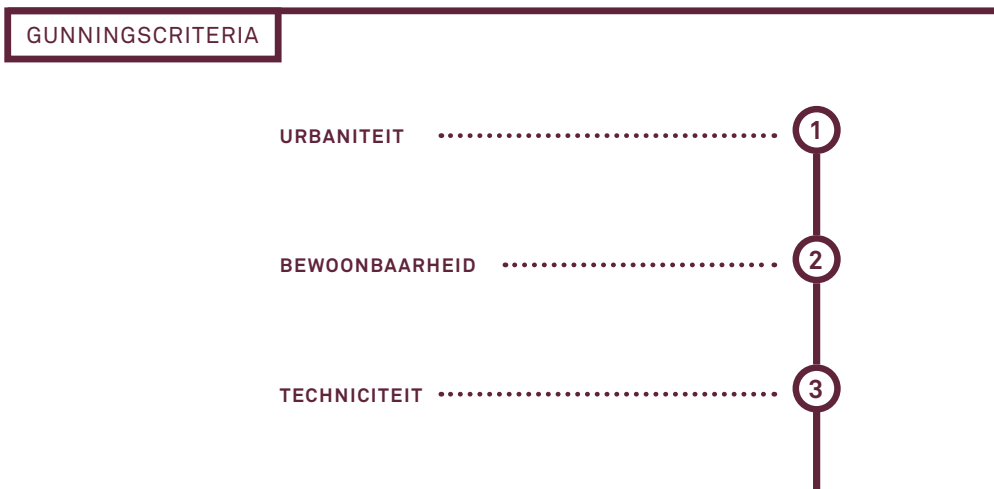 GUNNINGSCRITERIA
URBANITEIT 1
BEWOONBAARHEID 2
TECHNICITEIT 3